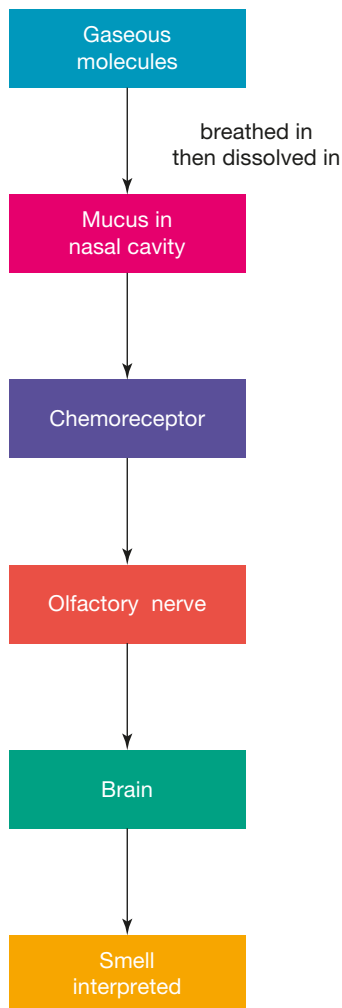 Gaseous
molecules
breathed in
then dissolved in
Mucus in
nasal cavity
Chemoreceptor
Olfactory nerve
Brain
Smell
interpreted